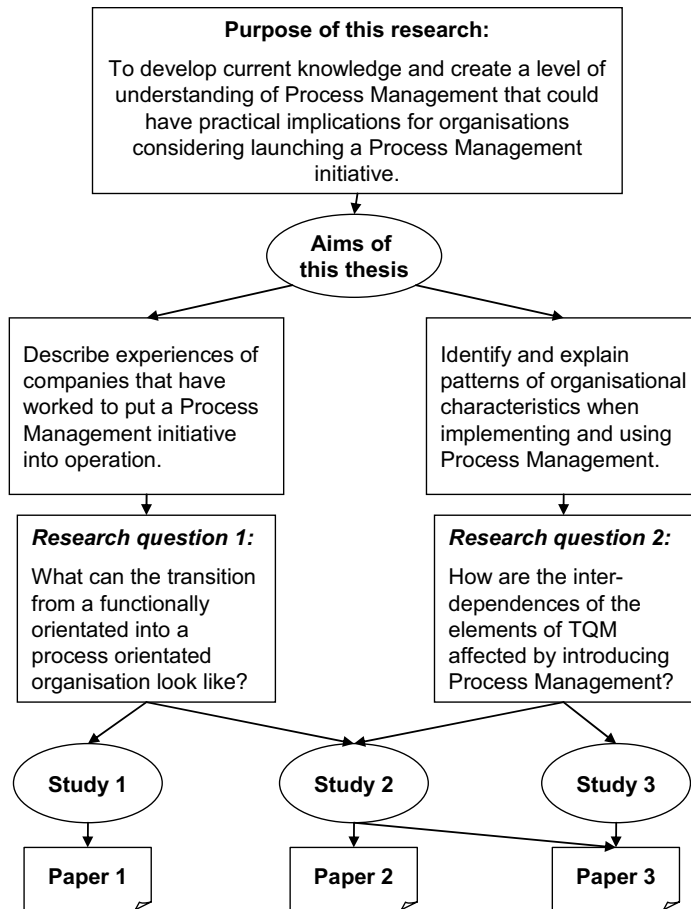 Purpose of this research:
To develop current knowledge and create a level of
understanding of Process Management that could
have practical implications for organisations
considering launching a Process Management
initiative.
Aims of
this thesis
Describe experiences of
companies that have
worked to put a Process
Management initiative
into operation.
Identify and explain
patterns of organisational
characteristics when
implementing and using
Process Management.
Research question 1:
What can the transition
from a functionally
orientated into a
process orientated
organisation look like?
Research question 2:
How are the inter-
dependences of the
elements of TQM
affected by introducing
Process Management?
Study 1
Study 2
Study 3
Paper 1
Paper 2
Paper 3